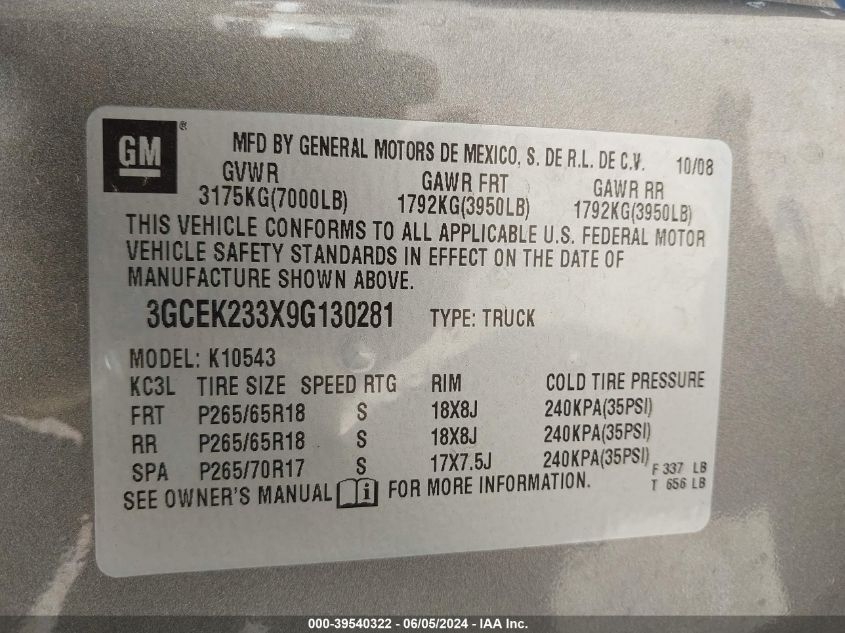 GM ® MFD BY GENERAL MOTORS DE MEXICO, S. DE R.L. DE C.V. 10/08
GVWR GAWR FRT GAWR RR
3175KG(7000LB) 1792KG(3950LB) 1792KG(3950LB)
THIS VEHICLE CONFORMS TO ALL APPLICABLE U.S. FEDERAL MOTOR
VEHICLE SAFETY STANDARDS IN EFFECT ON THE DATE OF
MANUFACTURE SHOWN ABOVE.
3GCEK233X9G130281 TYPE: TRUCK
MODEL: K10543
KC3L TIRE SIZE SPEED RTG RIM COLD TIRE PRESSURE
FRT P265/65R18 S 18X8J 240KPA(35PSI)
RR P265/65R18 S 18X8J 240KPA(35PSI)
SPA P265/70R17 S 17X7.5J 240KPA(35PSI) F 337 LB
T 656 LB
SEE OWNER'S MANUAL i FOR MORE INFORMATION.
000-39540322 - 06/05/2024 - IAA Inc.